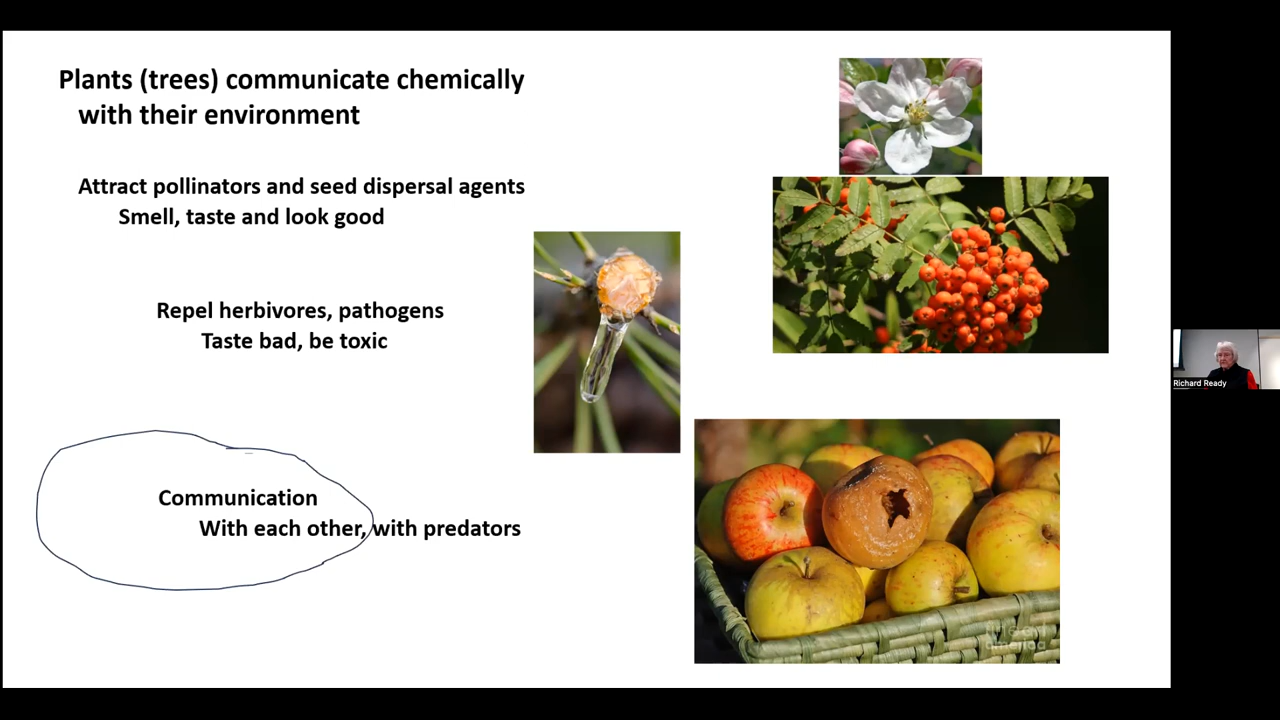 Plants (trees) communicate chemically
with their environment
Attract pollinators and seed dispersal agents
Smell, taste and look good
Repel herbivores, pathogens
Taste bad, be toxic
Communication
With each other, with predators
Richard Ready